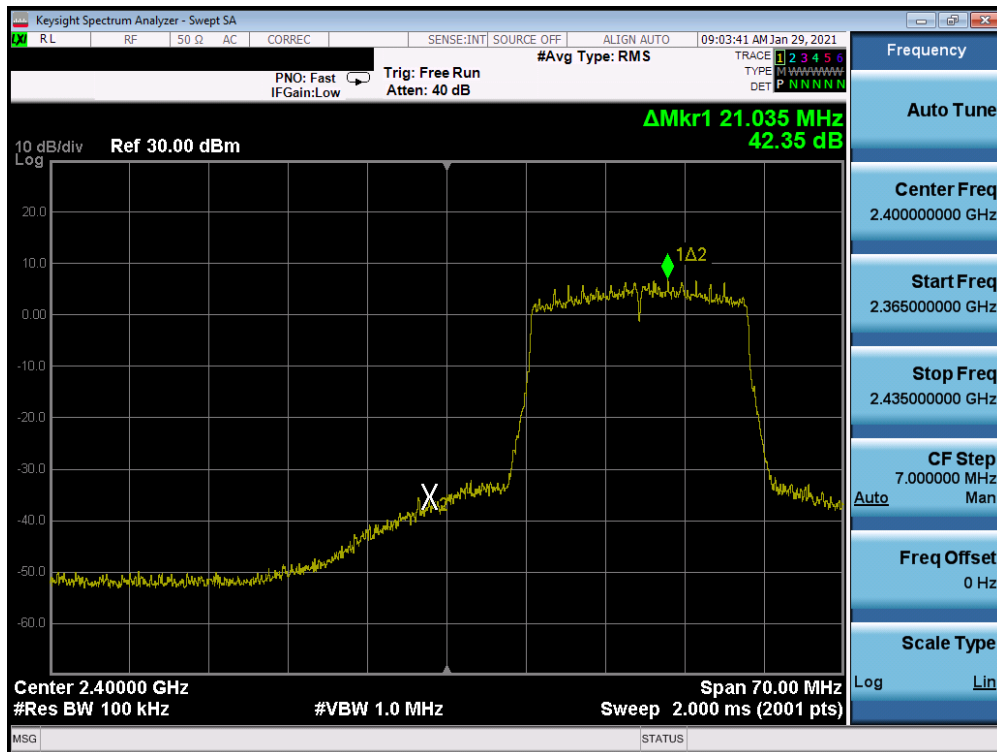 Keysight Spectrum Analyzer - Swept SA
LXI RL RF 50 Ω AC CORREC SENSE:INT SOURCE OFF ALIGN AUTO 09:03:41 AM Jan 29, 2021
#Avg Type: RMS
TRACE 1 2 3 4 5 6
PNO: Fast Trig: Free Run
TYPE M WWWWW
IFGain:Low Atten: 40 dB
DET P N N N N N
ΔMkr1 21.035 MHz
42.35 dB
10 dB/div Ref 30.00 dBm
Log
20.0
10.0
1Δ2
0.00
-10.0
-20.0
-30.0
X2
-40.0
-50.0
-60.0
Center 2.40000 GHz Span 70.00 MHz
#Res BW 100 kHz #VBW 1.0 MHz Sweep 2.000 ms (2001 pts)
MSG STATUS
Frequency
Auto Tune
Center Freq
2.400000000 GHz
Start Freq
2.365000000 GHz
Stop Freq
2.435000000 GHz
CF Step
7.000000 MHz
Auto Man
Freq Offset
0 Hz
Scale Type
Log Lin